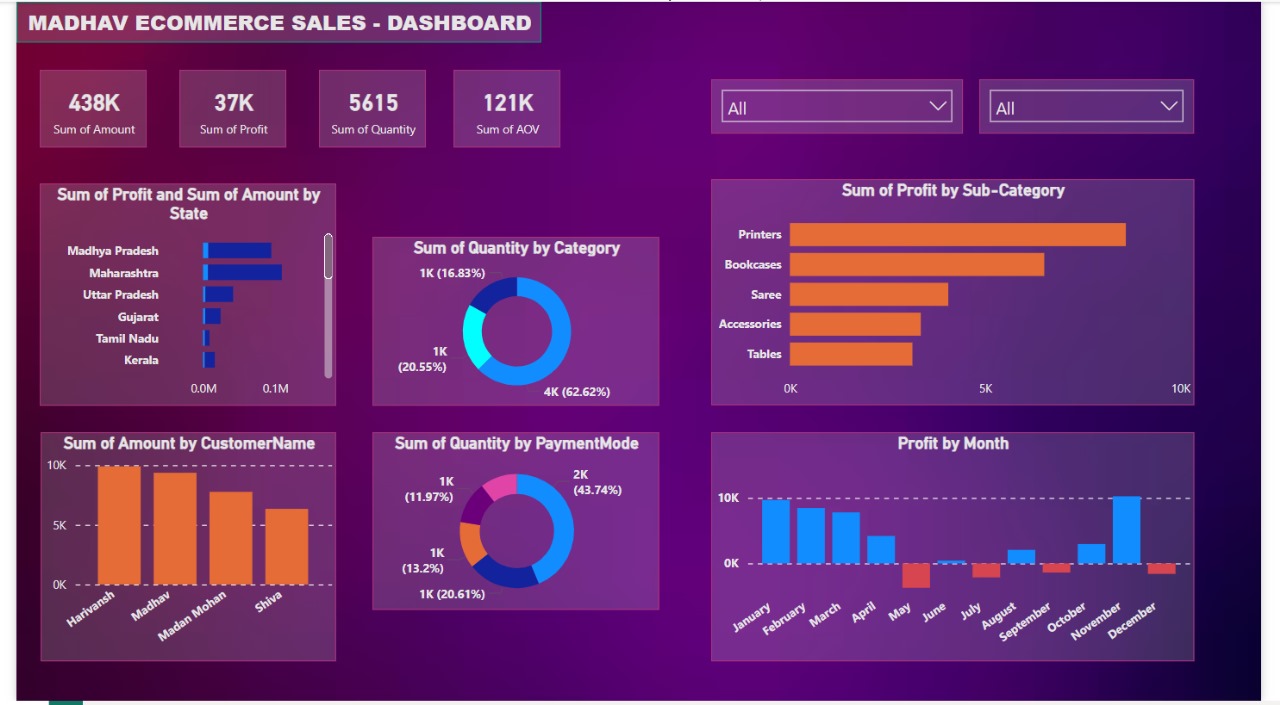 MADHAV ECOMMERCE SALES - DASHBOARD
438K
Sum of Amount
37K
Sum of Profit
5615
Sum of Quantity
121K
Sum of AOV
All
All
Sum of Profit and Sum of Amount by
State
Madhya Pradesh
Maharashtra
Uttar Pradesh
Gujarat
Tamil Nadu
Kerala
0.0M 0.1M
Sum of Quantity by Category
1K (16.83%)
1K
(20.55%)
4K (62.62%)
Sum of Profit by Sub-Category
Printers
Bookcases
Saree
Accessories
Tables
0K 5K 10K
Sum of Amount by CustomerName
10K
5K
0K
Harivansh
Madhav
Madan Mohan
Shiva
Sum of Quantity by PaymentMode
2K
(43.74%)
1K
(11.97%)
1K
(13.2%)
1K (20.61%)
Profit by Month
10K
0K
January
February
March
April
May
June
July
August
September
October
November
December